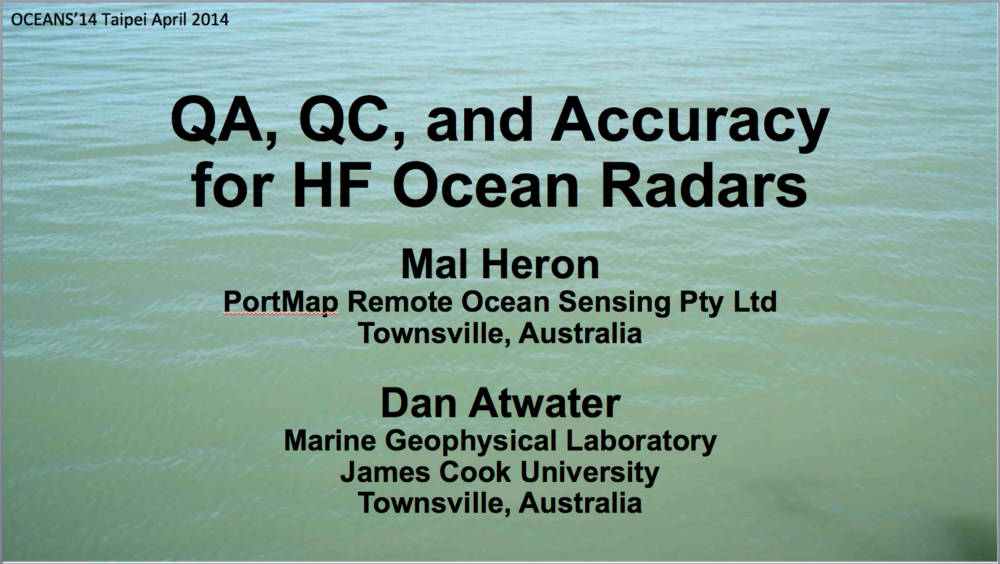 OCEANS’14 Taipei April 2014
QA, QC, and Accuracy
for HF Ocean Radars
Mal Heron
PortMap Remote Ocean Sensing Pty Ltd
Townsville, Australia
Dan Atwater
Marine Geophysical Laboratory
James Cook University
Townsville, Australia